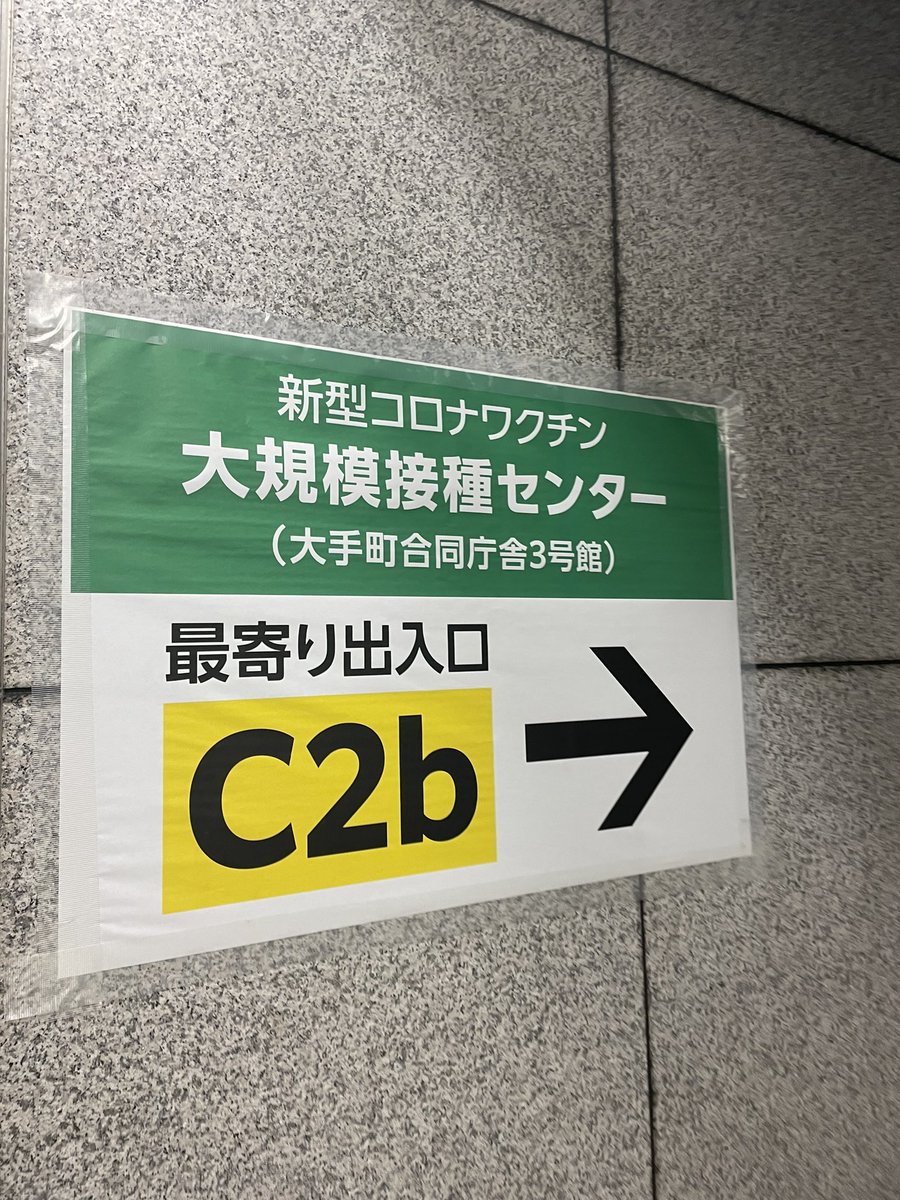 新型コロナワクチン
大規模接種センター
(大手町合同庁舎3号館)
最寄り出入口
C2b
→